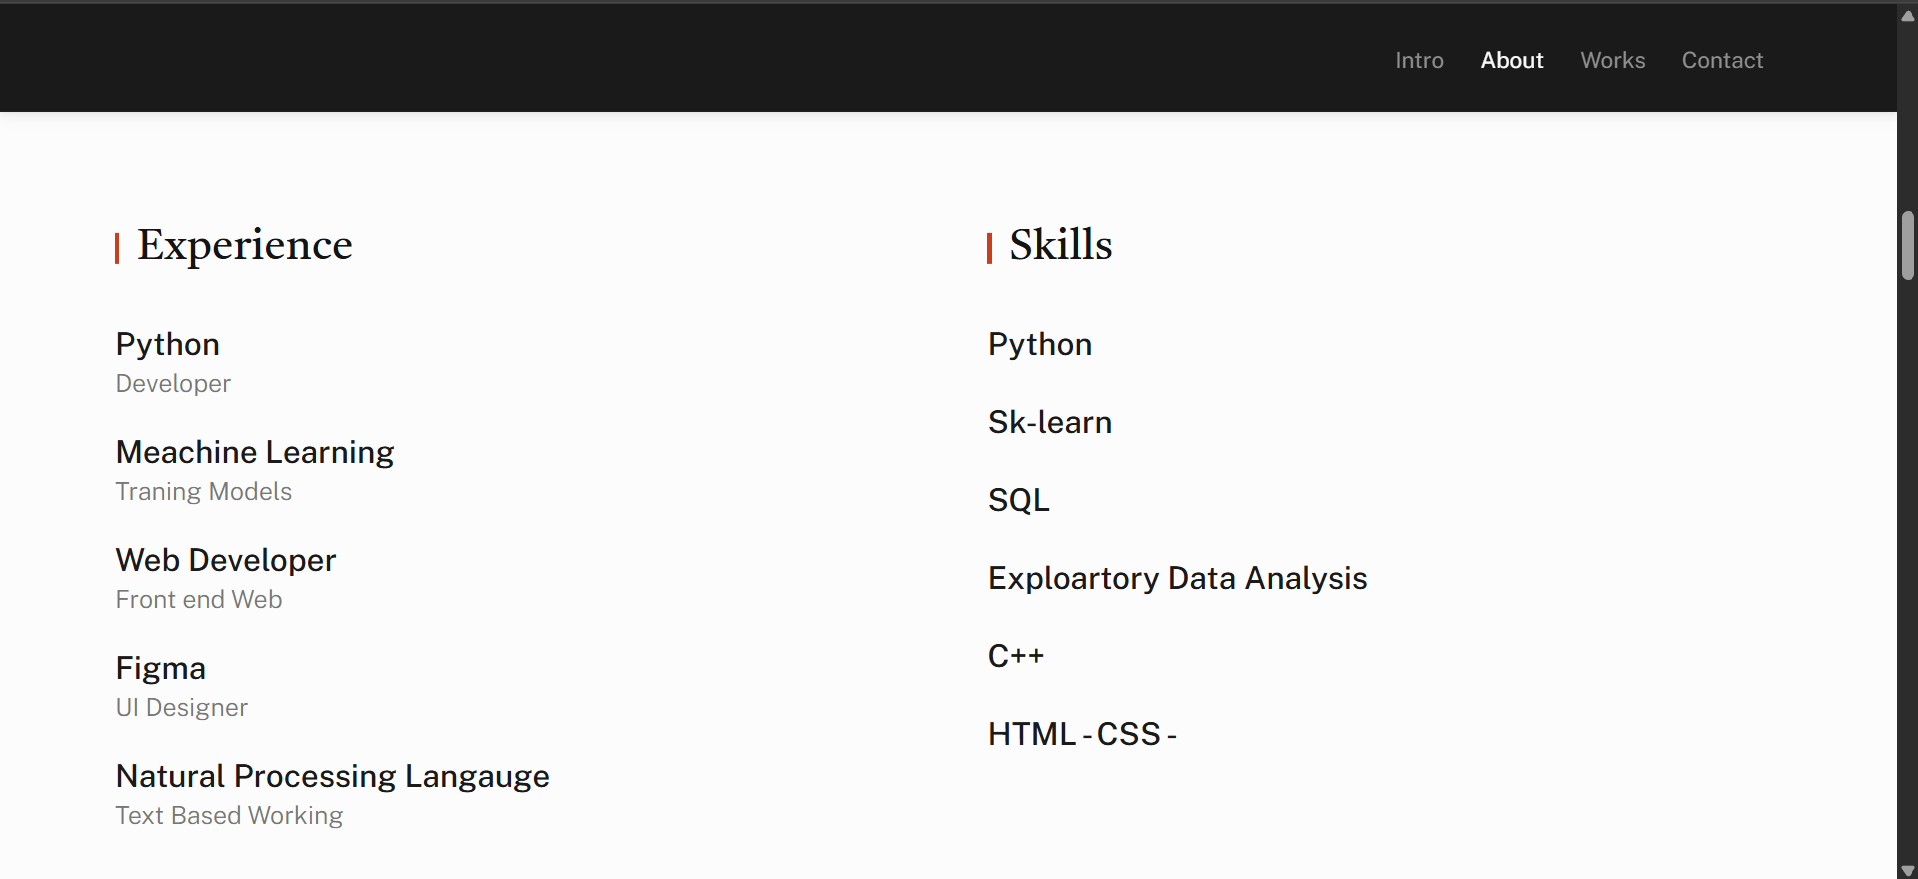 Intro About Works Contact
Experience
Python
Developer
Meachine Learning
Traning Models
Web Developer
Front end Web
Figma
UI Designer
Natural Processing Langauge
Text Based Working
Skills
Python
Sk-learn
SQL
Exploartory Data Analysis
C++
HTML - CSS -